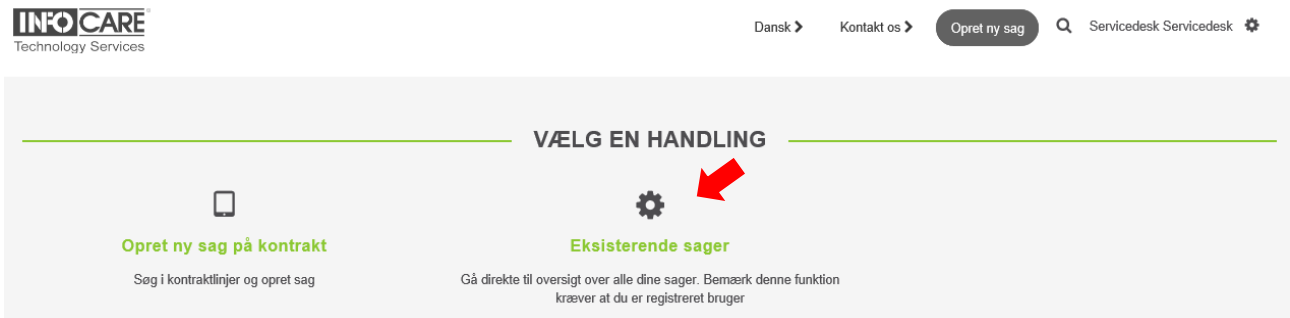 INFOCARE
Technology Services
Dansk
Kontakt os
Opret ny sag
Servicedesk Servicedesk
VÆLG EN HANDLING
Opret ny sag på kontrakt
Søg i kontraktlinjer og opret sag
Eksisterende sager
Gå direkte til oversigt over alle dine sager. Bemærk denne funktion
kræver at du er registreret bruger